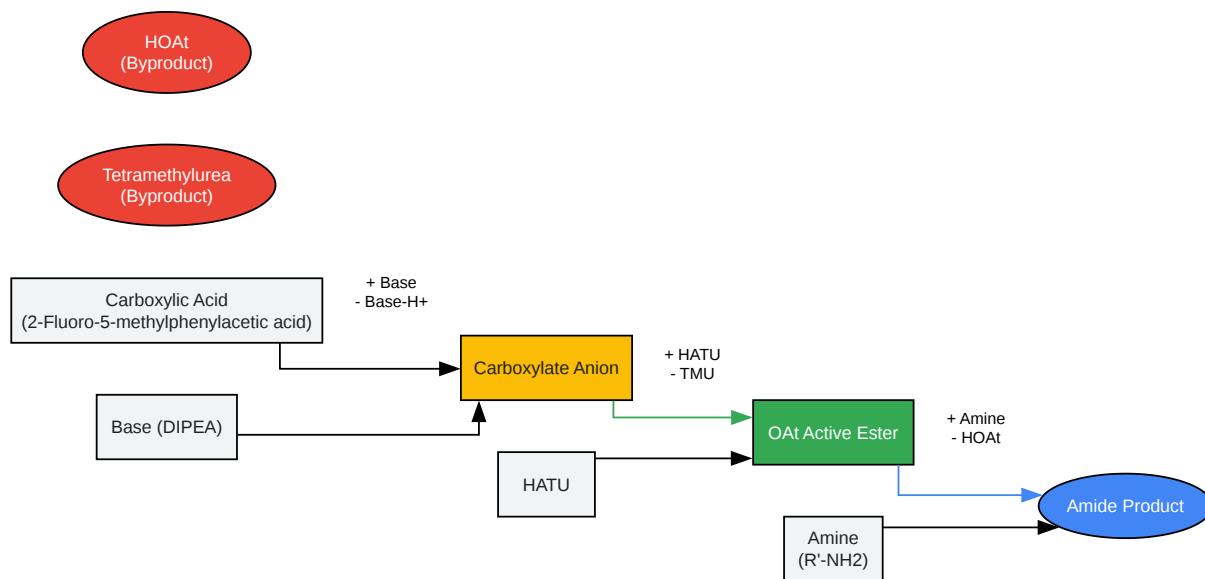 HOAt
(Byproduct)
Tetramethylurea
(Byproduct)
Carboxylic Acid
(2-Fluoro-5-methylphenylacetic acid)
+ Base
- Base-H+
Carboxylate Anion
+ HATU
- TMU
Base (DIPEA)
OAt Active Ester
+ Amine
- HOAt
HATU
Amide Product
Amine
(R'-NH2)